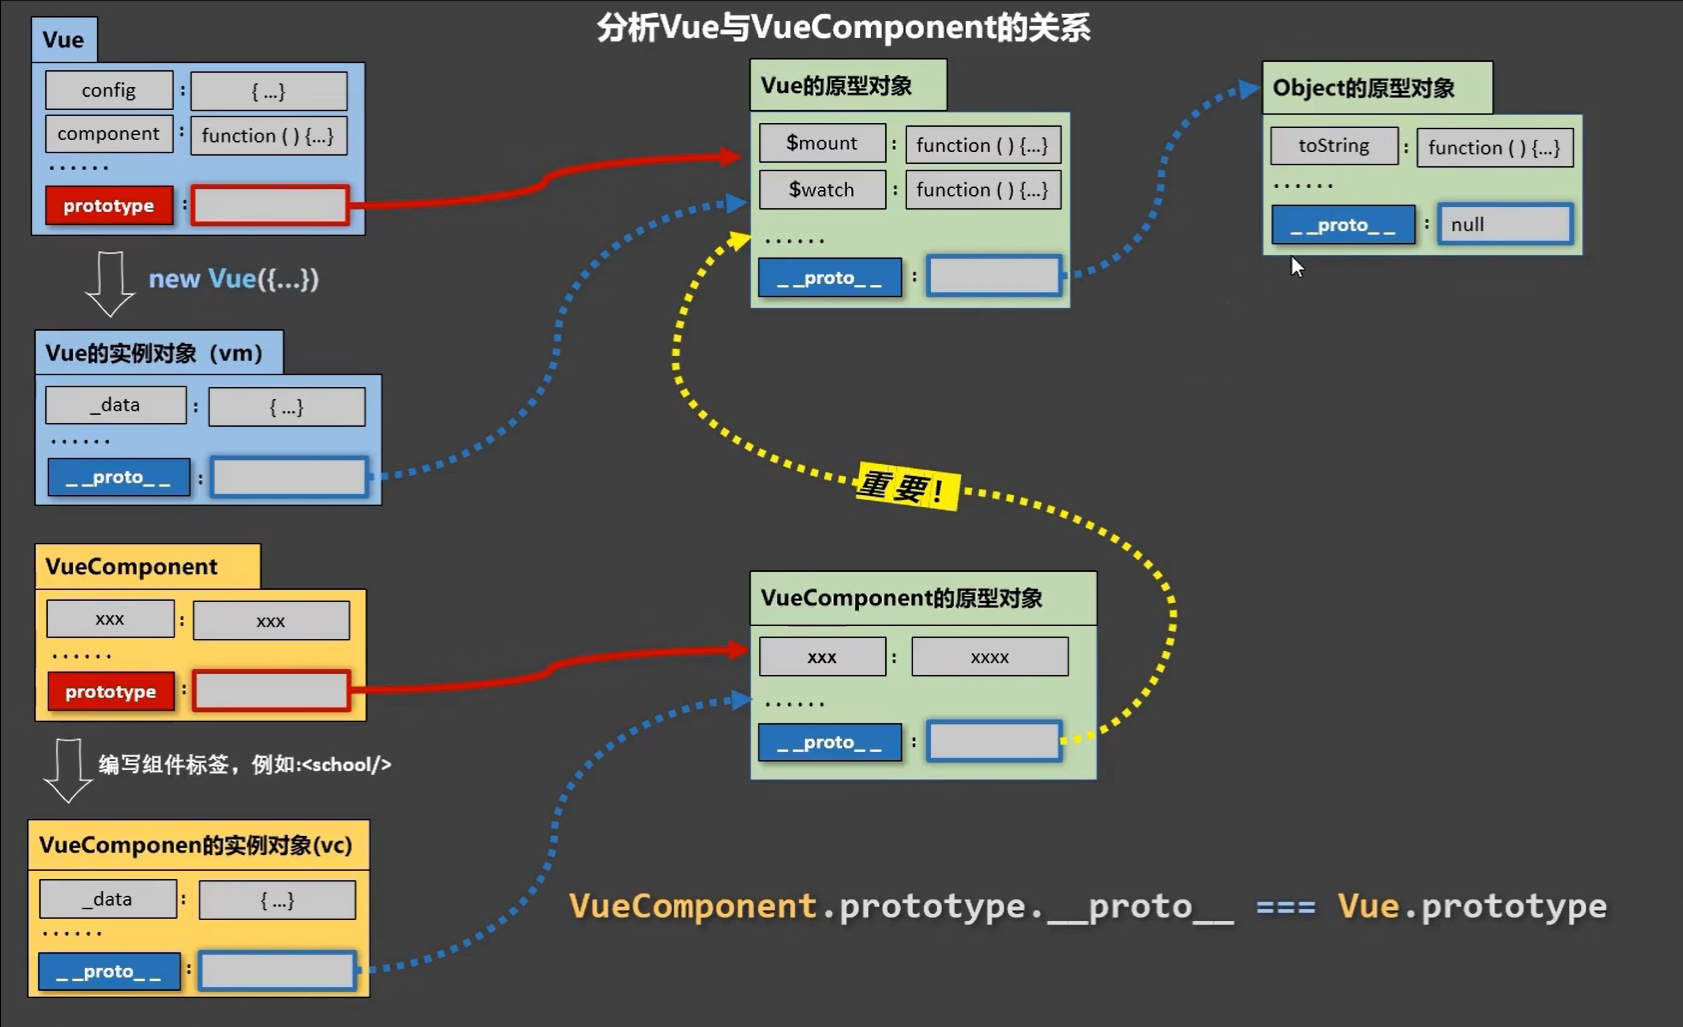 分析Vue与VueComponent的关系
Vue
config : { ...}
component : function ( ) {...}
······
prototype :
new Vue({...})
Vue的实例对象（vm）
_data : { ...}
······
_ _proto_ _ :
VueComponent
xxx : xxx
······
prototype :
编写组件标签，例如:<school/>
VueComponen的实例对象(vc)
_data : { ...}
······
_ _proto_ _ :
Vue的原型对象
$mount : function ( ) {...}
$watch : function ( ) {...}
······
_ _proto_ _ :
Object的原型对象
toString : function ( ) {...}
······
_ _proto_ _ : null
重要！
VueComponent的原型对象
xxx : xxxx
······
_ _proto_ _ :
VueComponent.prototype.__proto__ === Vue.prototype